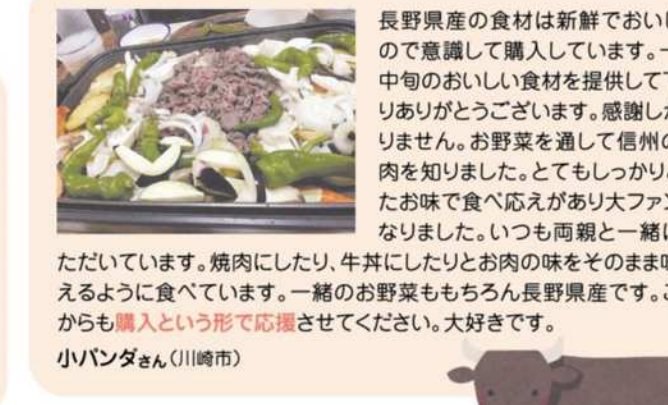 長野県産の食材は新鮮でおいし
ので意識して購入しています。一
中旬のおいしい食材を提供して
りありがとうございます。感謝し
りません。お野菜を通して信州の
肉を知りました。とてもしっかり
たお味で食べ応えがあり大ファン
なりました。いつも両親と一緒に
ただいています。焼肉にしたり、牛丼にしたりとお肉の味をそのまま
えるように食べています。一緒のお野菜ももちろん長野県産です。こ
からも購入という形で応援させてください。大好きです。
小パンダさん(川崎市)